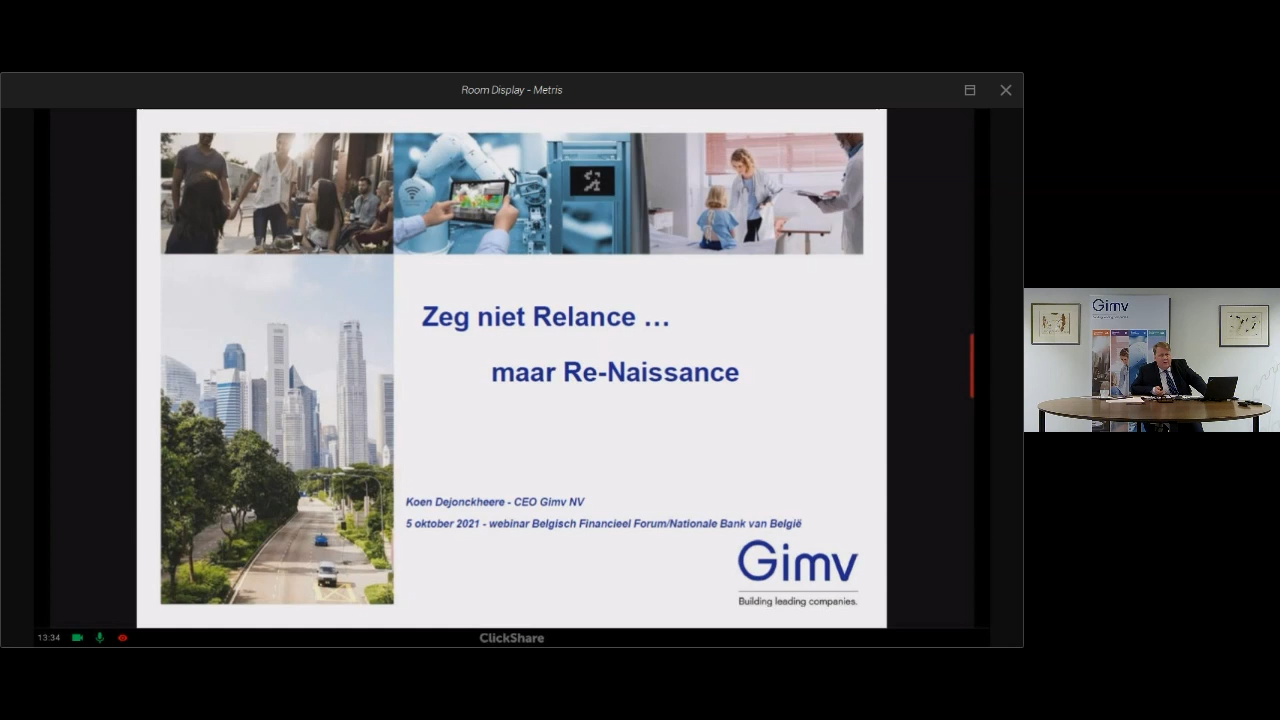 Room Display - Metris
Zeg niet Relance ...
maar Re-Naissance
Koen Dejonckheere - CEO Gimv NV
5 oktober 2021 - webinar Belgisch Financieel Forum/Nationale Bank van België
Gimv
Building leading companies.
13:34
ClickShare
Gimv